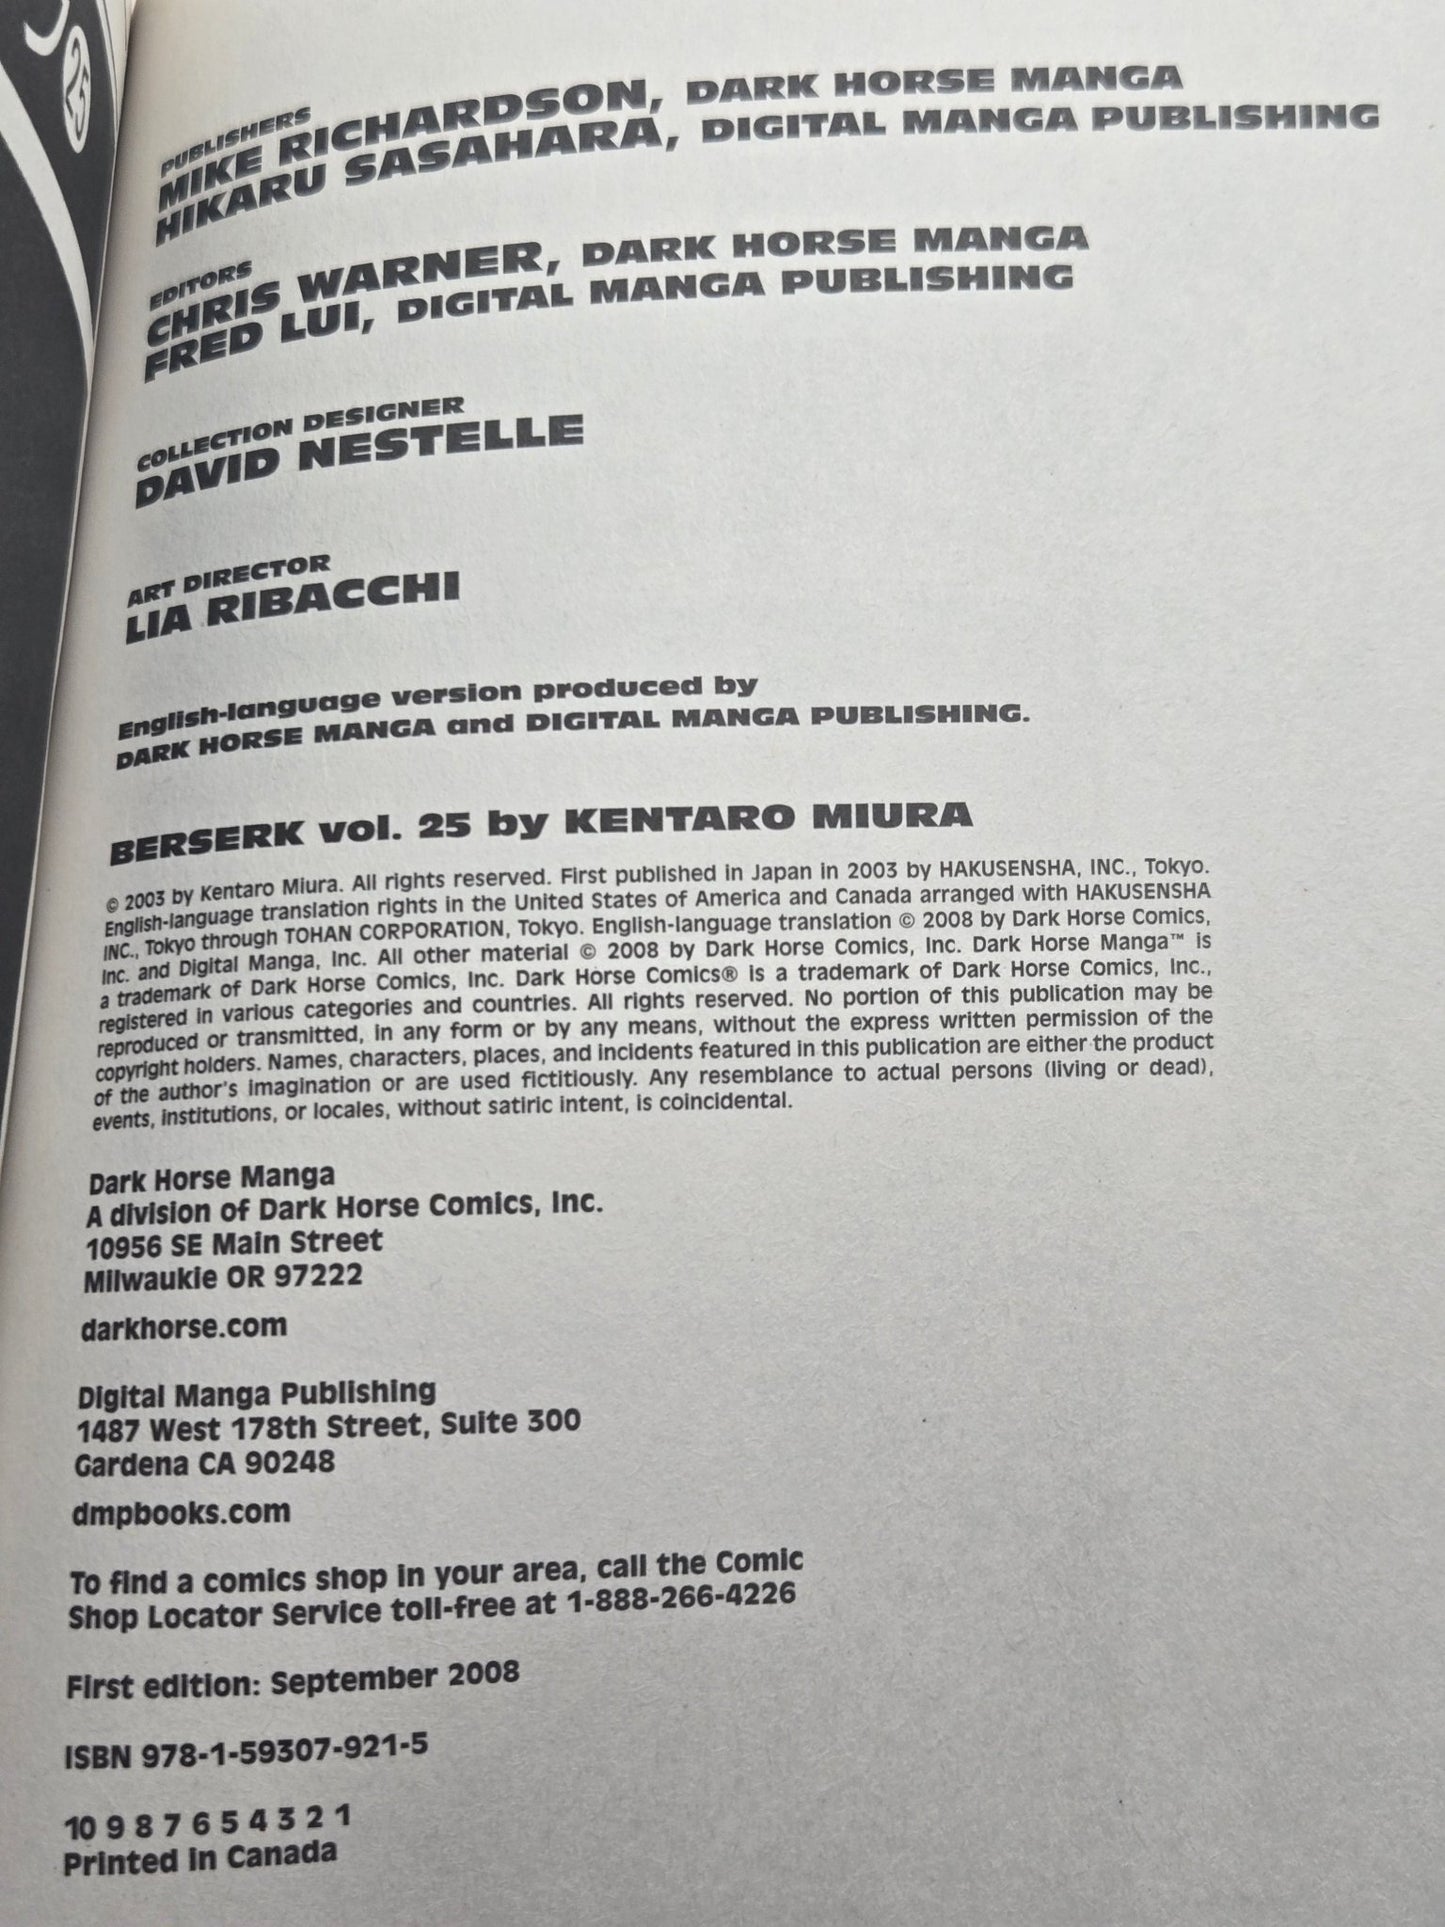 25
PUBLISHERS
MIKE RICHARDSON, DARK HORSE MANGA
HIKARU SASAHARA, DIGITAL MANGA PUBLISHING
EDITORS
CHRIS WARNER, DARK HORSE MANGA
FRED LUI, DIGITAL MANGA PUBLISHING
COLLECTION DESIGNER
DAVID NESTELLE
ART DIRECTOR
LIA RIBACCHI
English-language version produced by
DARK HORSE MANGA and DIGITAL MANGA PUBLISHING.
BERSERK vol. 25 by KENTARO MIURA
© 2003 by Kentaro Miura. All rights reserved. First published in Japan in 2003 by HAKUSENSHA, INC., Tokyo.
English-language translation rights in the United States of America and Canada arranged with HAKUSENSHA
INC., Tokyo through TOHAN CORPORATION, Tokyo. English-language translation © 2008 by Dark Horse Comics,
Inc. and Digital Manga, Inc. All other material © 2008 by Dark Horse Comics, Inc. Dark Horse Manga™ is
a trademark of Dark Horse Comics, Inc. Dark Horse Comics® is a trademark of Dark Horse Comics, Inc.,
registered in various categories and countries. All rights reserved. No portion of this publication may be
reproduced or transmitted, in any form or by any means, without the express written permission of the
copyright holders. Names, characters, places, and incidents featured in this publication are either the product
of the author's imagination or are used fictitiously. Any resemblance to actual persons (living or dead),
events, institutions, or locales, without satiric intent, is coincidental.
Dark Horse Manga
A division of Dark Horse Comics, Inc.
10956 SE Main Street
Milwaukie OR 97222
darkhorse.com
Digital Manga Publishing
1487 West 178th Street, Suite 300
Gardena CA 90248
dmpbooks.com
To find a comics shop in your area, call the Comic
Shop Locator Service toll-free at 1-888-266-4226
First edition: September 2008
ISBN 978-1-59307-921-5
10 9 8 7 6 5 4 3 2 1
Printed in Canada